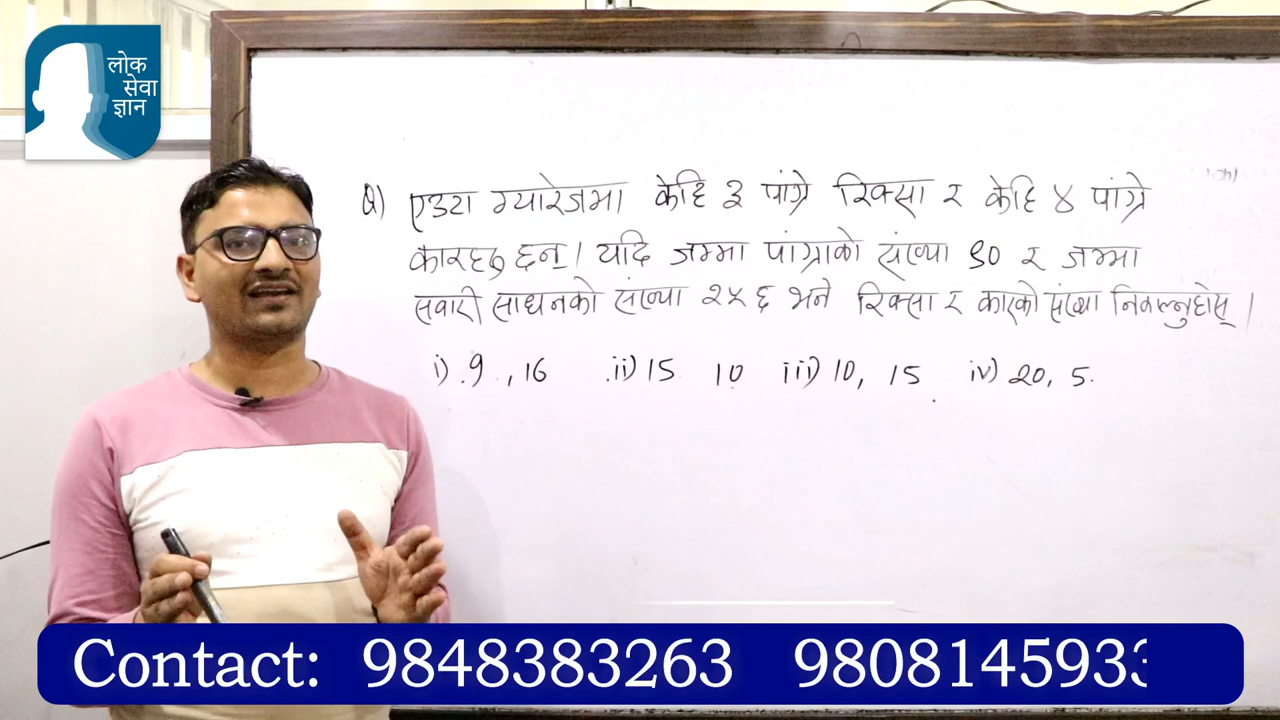 लोक
सेवा
ज्ञान
Q) एउटा ग्यारेजमा केहि ३ पांग्रे रिक्सा र केहि ४ पांग्रे
कारहरु छन्। यदि जम्मा पांग्राको संख्या ९० र जम्मा
सवारी साधनको संख्या २५ छ भने रिक्सा र कारको संख्या निकाल्नुहोस्।
i) 9, 16 ii) 15 10 iii) 10, 15 iv) 20, 5.
Contact: 9848383263 980814593